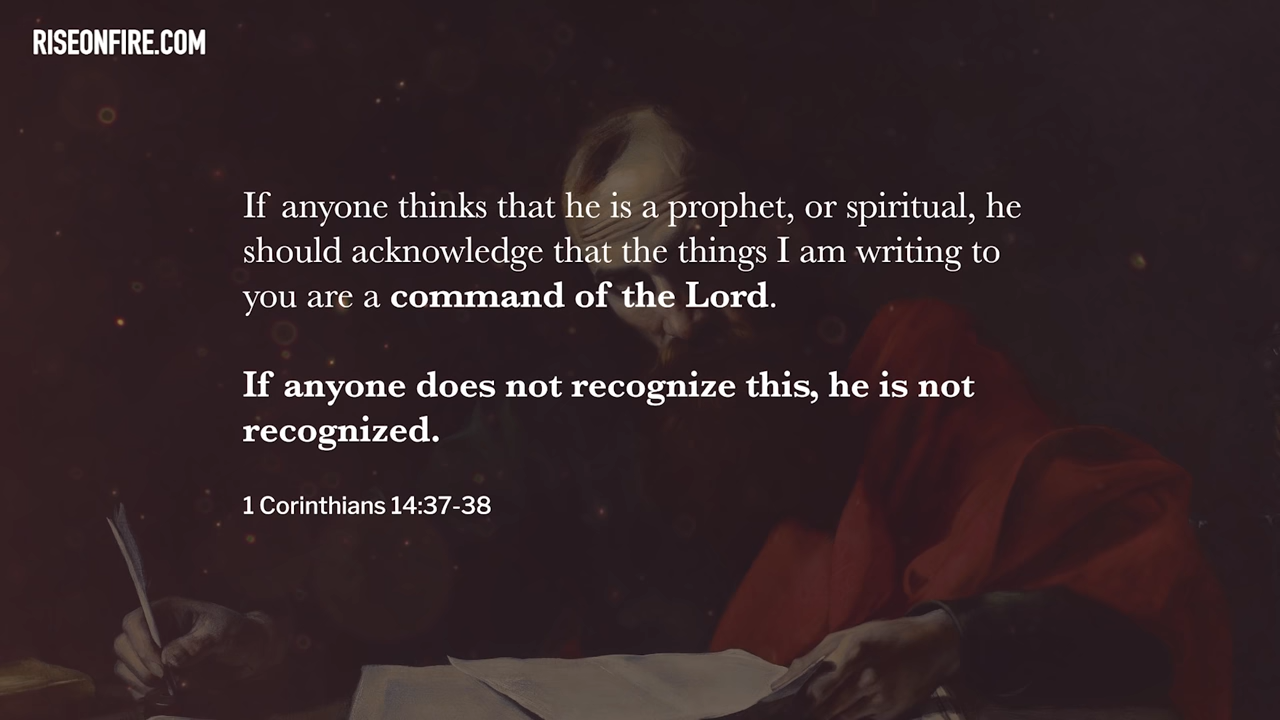 RISEONFIRE.COM
If anyone thinks that he is a prophet, or spiritual, he
should acknowledge that the things I am writing to
you are a command of the Lord.
If anyone does not recognize this, he is not
recognized.
1 Corinthians 14:37-38